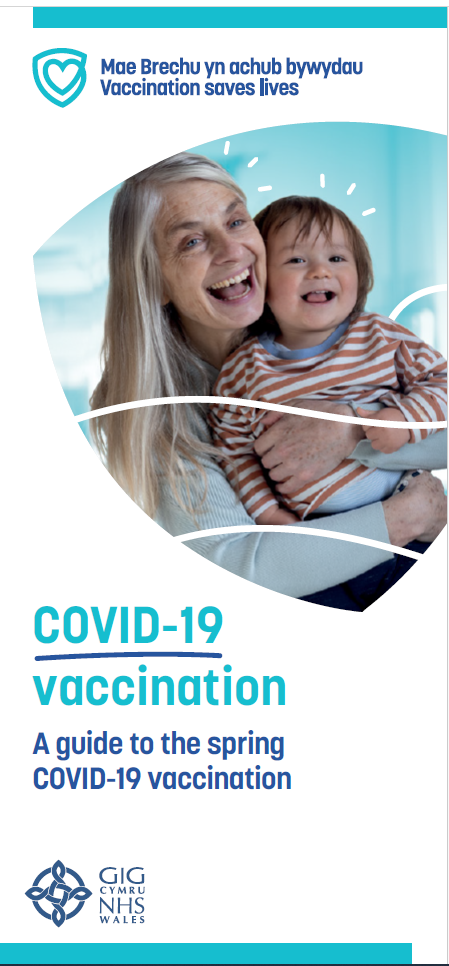 Mae Brechu yn achub bywydau
Vaccination saves lives
COVID-19
vaccination
A guide to the spring
COVID-19 vaccination
GIG
CYMRU
NHS
WALES